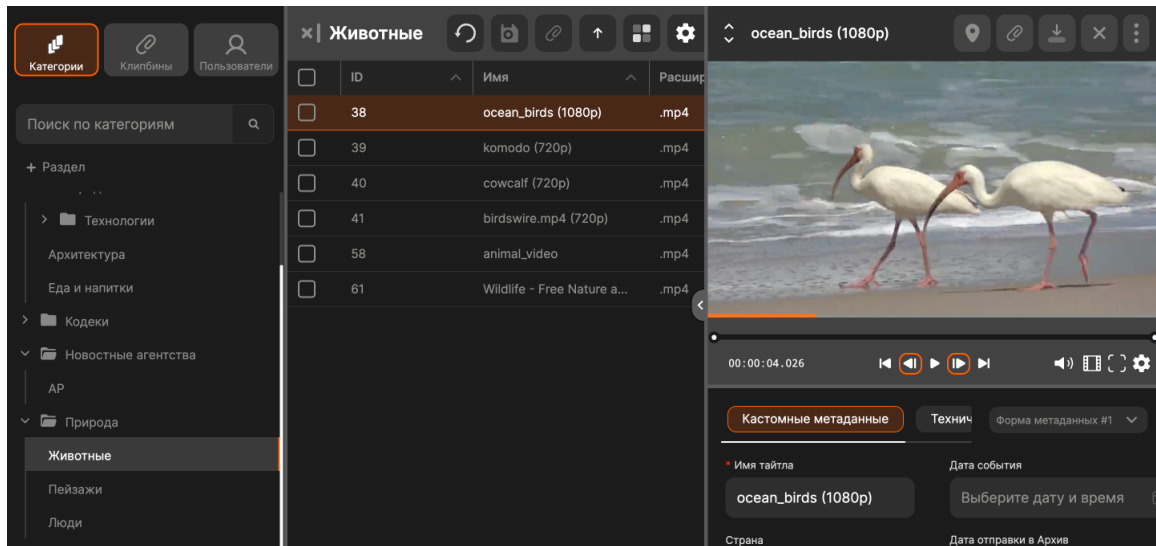 Категории
Клипбины
Пользователи
Поиск по категориям
+ Раздел
Технологии
Архитектура
Еда и напитки
Кодеки
Новостные агентства
AP
Природа
Животные
Пейзажи
Люди
Животные
ID
Имя
Расшир
38 ocean_birds (1080p) .mp4
39 komodo (720p) .mp4
40 cowcalf (720p) .mp4
41 birdswire.mp4 (720p) .mp4
58 animal_video .mp4
61 Wildlife - Free Nature a... .mp4
ocean_birds (1080p)
00:00:04.026
Кастомные метаданные
Технич
Форма метаданных #1
* Имя тайтла
ocean_birds (1080p)
Дата события
Выберите дату и время
Страна
Дата отправки в Архив